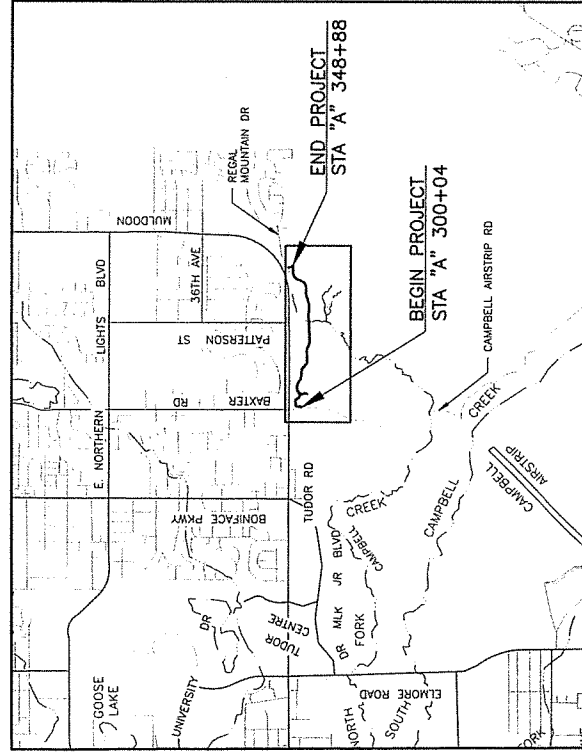 GOOSE
LAKE
E. NORTHERN LIGHTS BLVD
MULDOON
36TH AVE
REGAL
MOUNTAIN DR
PATTERSON
ST
BAXTER
RD
BONIFACE PKWY
UNIVERSITY
DR
TUDOR
CENTRE
TUDOR RD
END PROJECT
STA "A" 348+88
BEGIN PROJECT
STA "A" 300+04
CAMPBELL AIRSTRIP RD
DR MLK JR BLVD
NORTH FORK CAMPBELL CREEK
SOUTH FORK CAMPBELL CREEK
ELMORE ROAD
CAMPBELL
AIRSTRIP
FORK